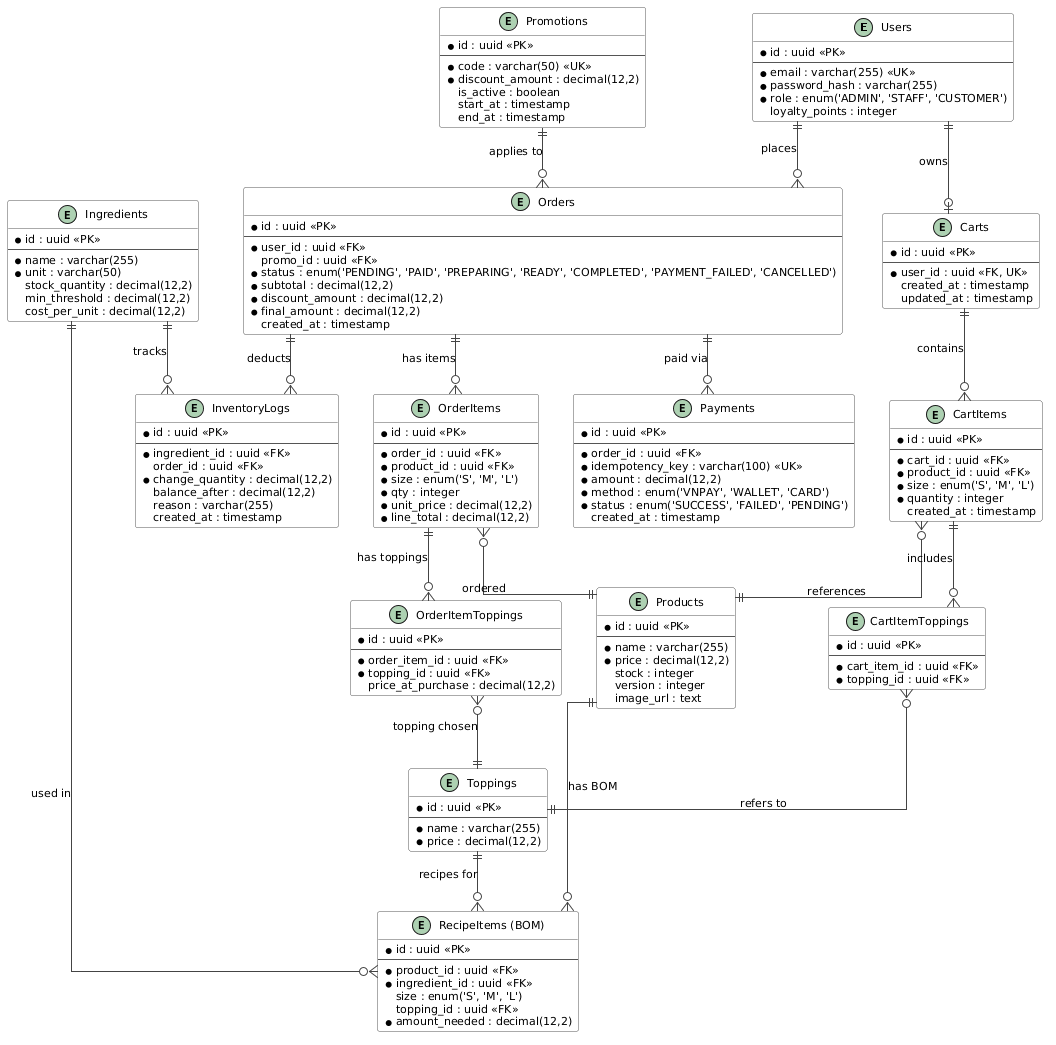 E Promotions
id : uuid «PK»
code : varchar(50) «UK»
discount_amount : decimal(12,2)
is_active : boolean
start_at : timestamp
end_at : timestamp
E Users
id : uuid «PK»
email : varchar(255) «UK»
password_hash : varchar(255)
role : enum('ADMIN', 'STAFF', 'CUSTOMER')
loyalty_points : integer
applies to
places
owns
E Ingredients
id : uuid «PK»
name : varchar(255)
unit : varchar(50)
stock_quantity : decimal(12,2)
min_threshold : decimal(12,2)
cost_per_unit : decimal(12,2)
E Orders
id : uuid «PK»
user_id : uuid «FK»
promo_id : uuid «FK»
status : enum('PENDING', 'PAID', 'PREPARING', 'READY', 'COMPLETED', 'PAYMENT_FAILED', 'CANCELLED')
subtotal : decimal(12,2)
discount_amount : decimal(12,2)
final_amount : decimal(12,2)
created_at : timestamp
E Carts
id : uuid «PK»
user_id : uuid «FK, UK»
created_at : timestamp
updated_at : timestamp
tracks
deducts
has items
paid via
contains
E InventoryLogs
id : uuid «PK»
ingredient_id : uuid «FK»
order_id : uuid «FK»
change_quantity : decimal(12,2)
balance_after : decimal(12,2)
reason : varchar(255)
created_at : timestamp
E OrderItems
id : uuid «PK»
order_id : uuid «FK»
product_id : uuid «FK»
size : enum('S', 'M', 'L')
qty : integer
unit_price : decimal(12,2)
line_total : decimal(12,2)
E Payments
id : uuid «PK»
order_id : uuid «FK»
idempotency_key : varchar(100) «UK»
amount : decimal(12,2)
method : enum('VNPAY', 'WALLET', 'CARD')
status : enum('SUCCESS', 'FAILED', 'PENDING')
created_at : timestamp
E CartItems
id : uuid «PK»
cart_id : uuid «FK»
product_id : uuid «FK»
size : enum('S', 'M', 'L')
quantity : integer
created_at : timestamp
has toppings
ordered
references
includes
E OrderItemToppings
id : uuid «PK»
order_item_id : uuid «FK»
topping_id : uuid «FK»
price_at_purchase : decimal(12,2)
E Products
id : uuid «PK»
name : varchar(255)
price : decimal(12,2)
stock : integer
version : integer
image_url : text
E CartItemToppings
id : uuid «PK»
cart_item_id : uuid «FK»
topping_id : uuid «FK»
topping chosen
used in
has BOM
refers to
E Toppings
id : uuid «PK»
name : varchar(255)
price : decimal(12,2)
recipes for
E RecipeItems (BOM)
id : uuid «PK»
product_id : uuid «FK»
ingredient_id : uuid «FK»
size : enum('S', 'M', 'L')
topping_id : uuid «FK»
amount_needed : decimal(12,2)